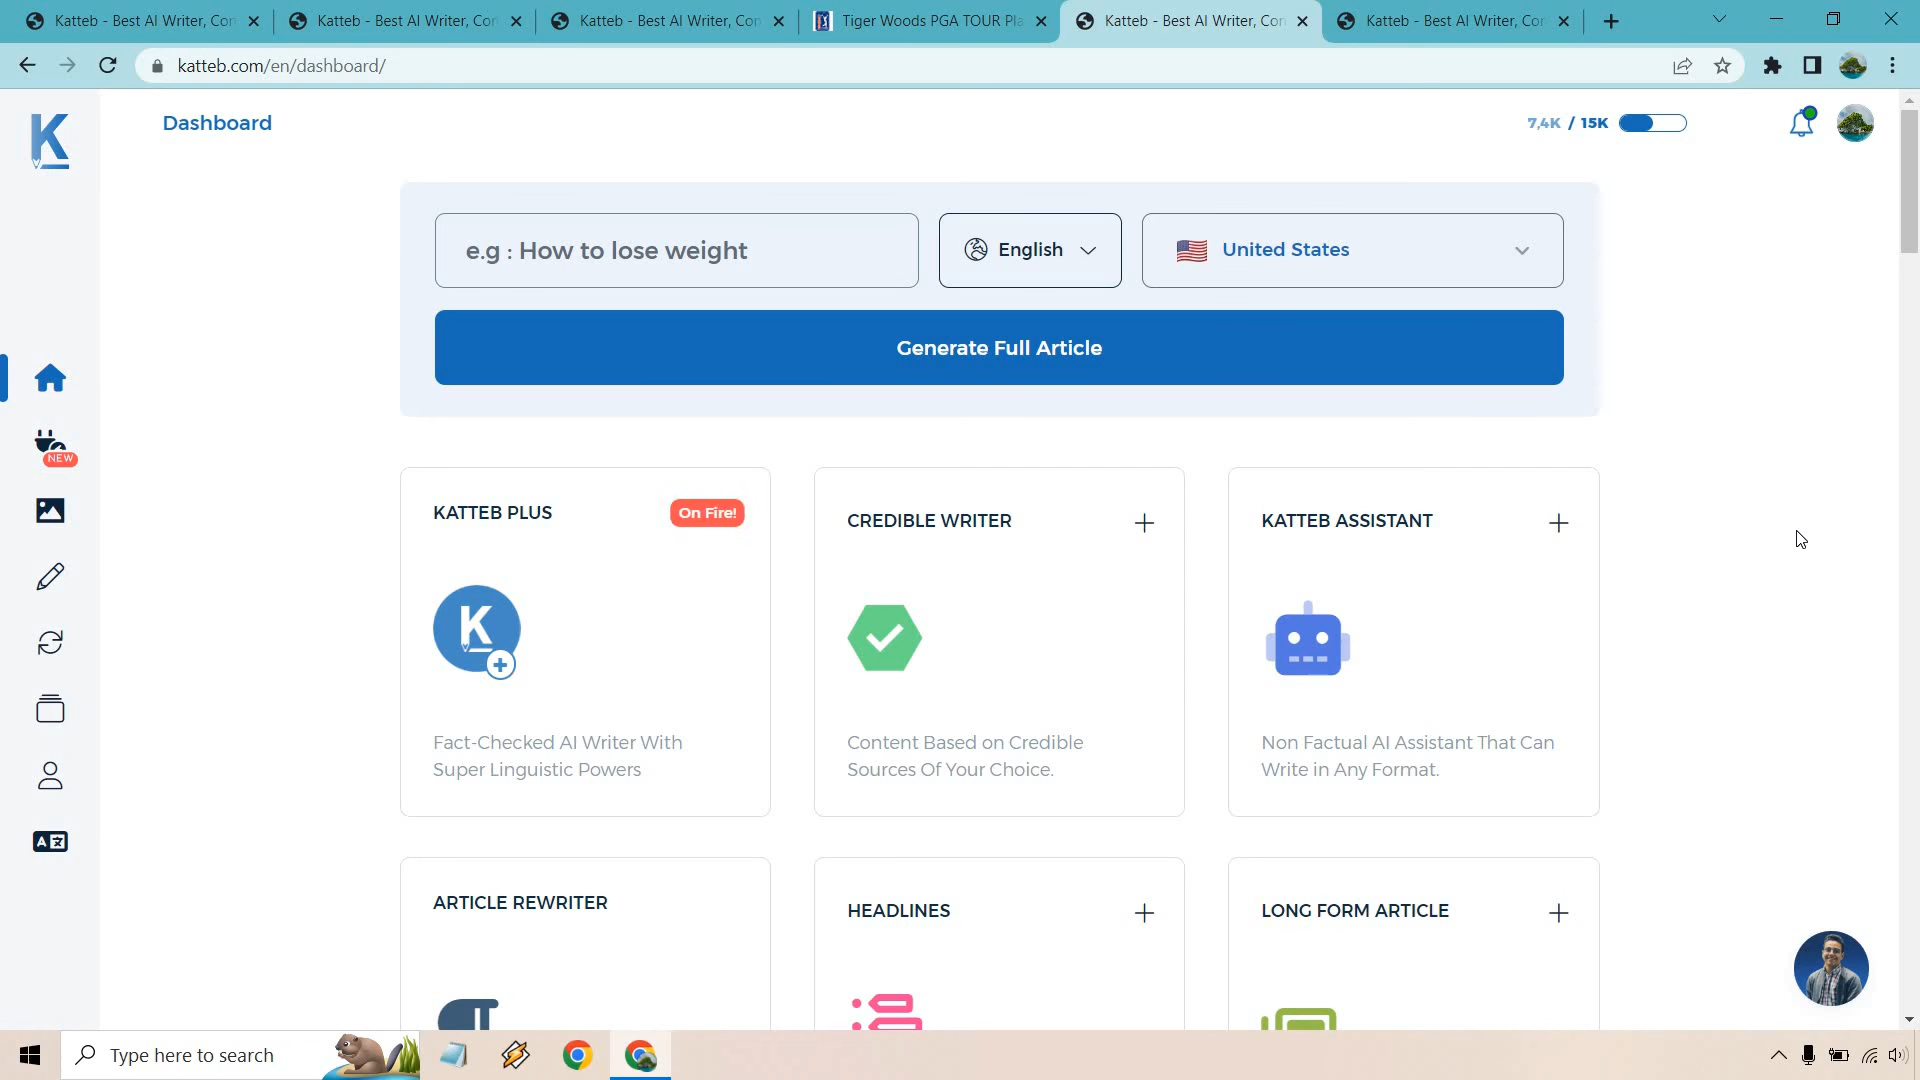 Katteb - Best AI Writer, Con
Katteb - Best AI Writer, Con
Katteb - Best AI Writer, Con
Tiger Woods PGA TOUR Pla
Katteb - Best AI Writer, Con
Katteb - Best AI Writer, Con
katteb.com/en/dashboard/
K
Dashboard
7,4K / 15K
e.g : How to lose weight
English
United States
Generate Full Article
NEW
KATTEB PLUS
On Fire!
CREDIBLE WRITER
KATTEB ASSISTANT
K
Fact-Checked AI Writer With
Super Linguistic Powers
Content Based on Credible
Sources Of Your Choice.
Non Factual AI Assistant That Can
Write in Any Format.
A
ARTICLE REWRITER
HEADLINES
LONG FORM ARTICLE
Type here to search